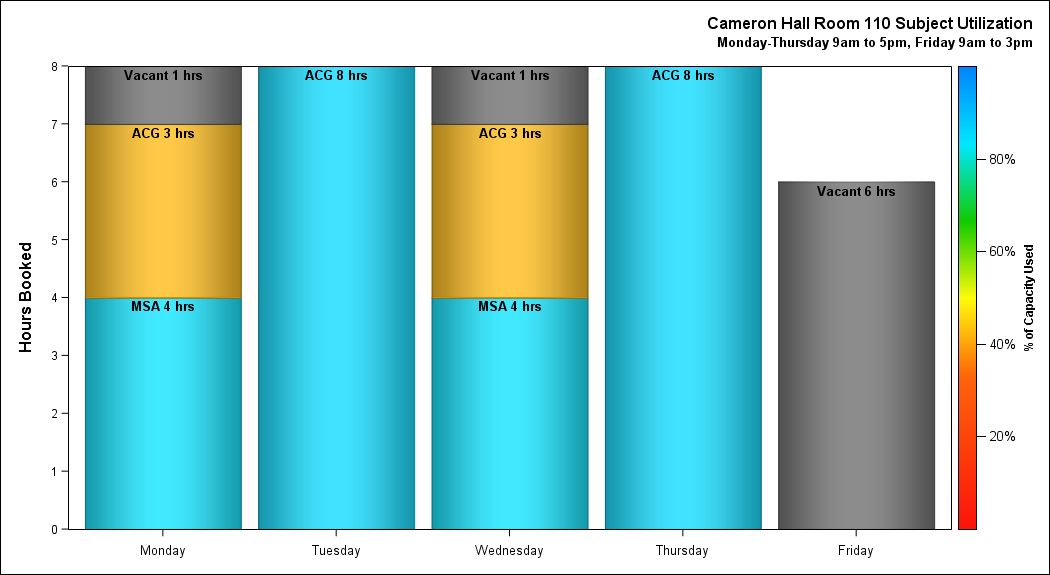 Cameron Hall Room 110 Subject Utilization
Monday-Thursday 9am to 5pm, Friday 9am to 3pm
Hours Booked
8
7
6
5
4
3
2
1
0
Vacant 1 hrs
ACG 3 hrs
MSA 4 hrs
ACG 8 hrs
Vacant 1 hrs
ACG 3 hrs
MSA 4 hrs
ACG 8 hrs
Vacant 6 hrs
Monday
Tuesday
Wednesday
Thursday
Friday
80%
60%
40%
20%
% of Capacity Used